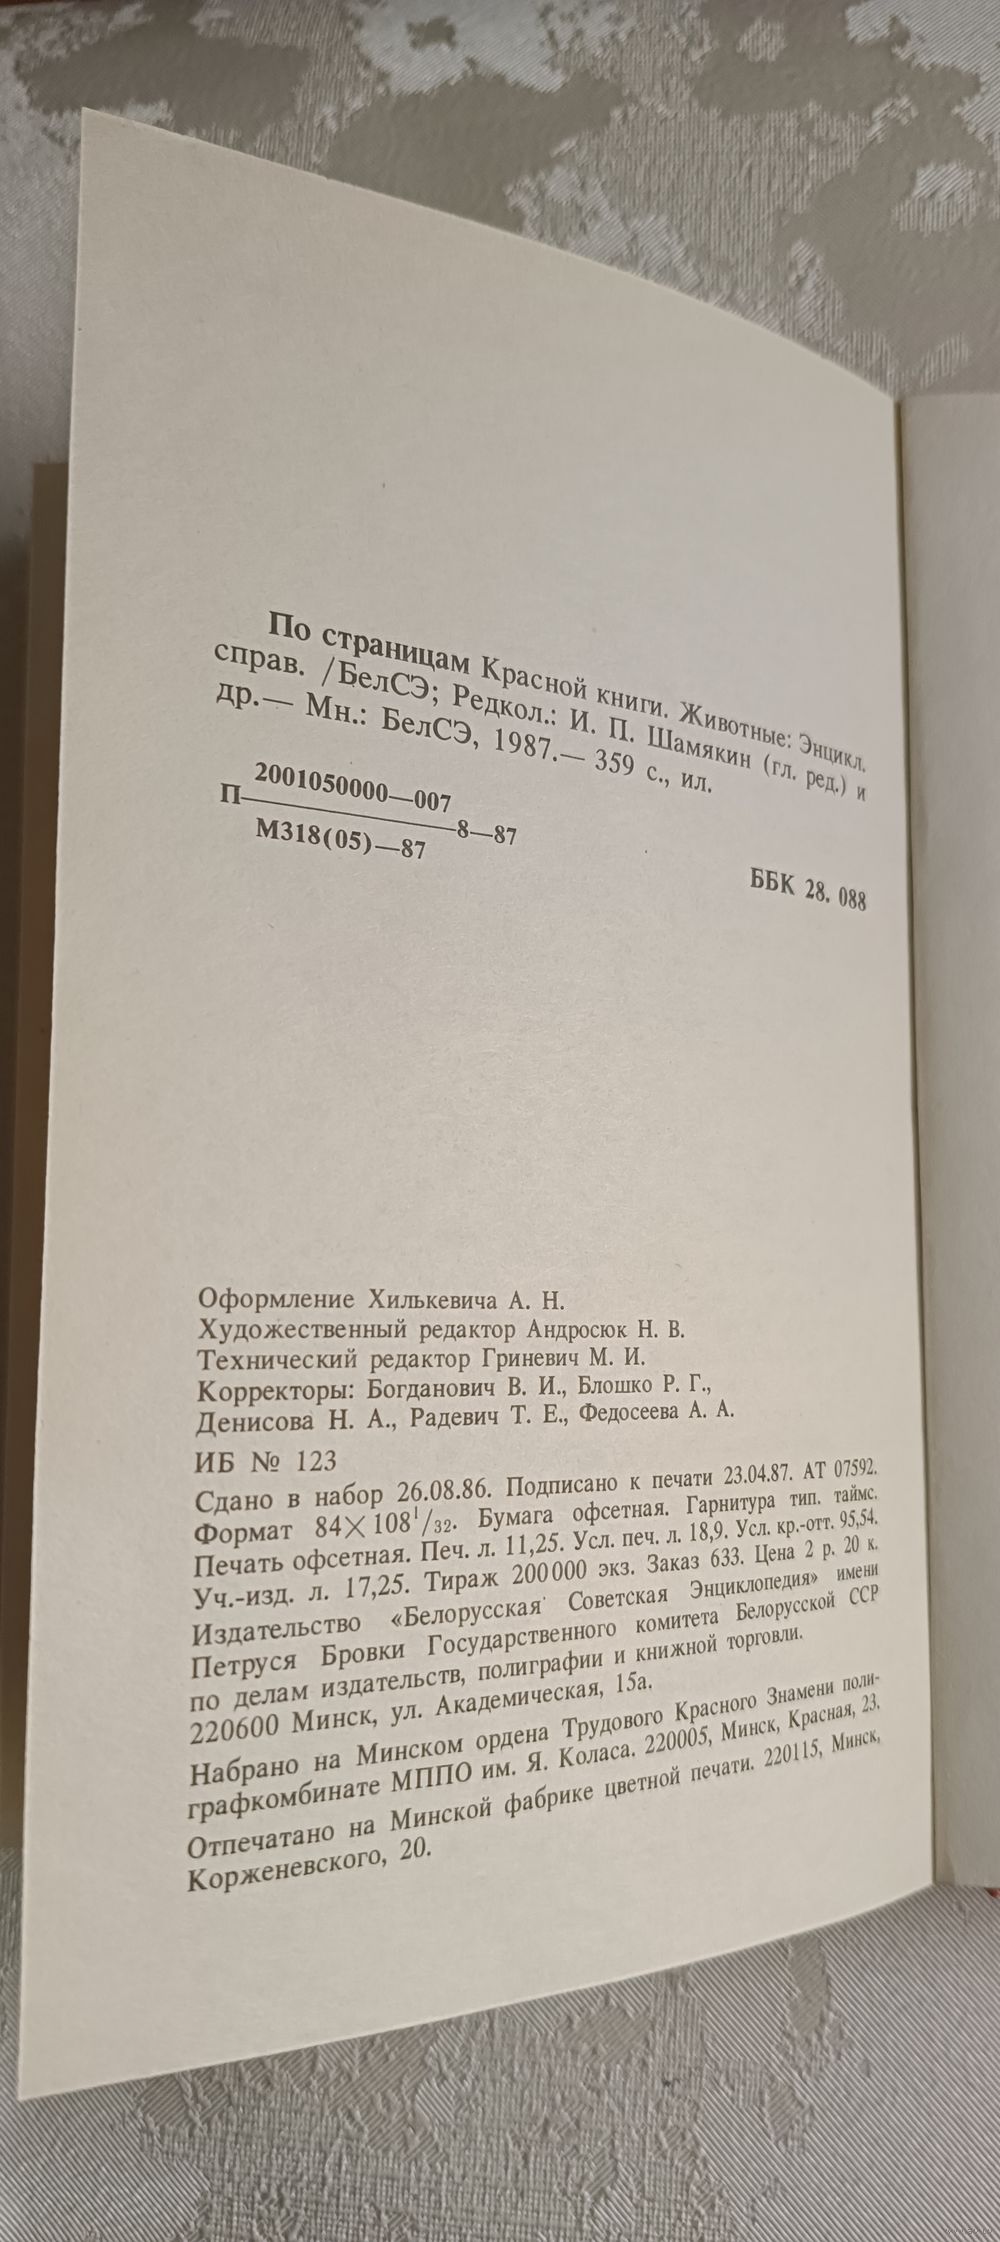 По страницам Красной книги. Животные: Энцикл.
справ. /БелСЭ; Редкол.: И. П. Шамякин (гл. ред.) и
др.— Мн.: БелСЭ, 1987.— 359 с., ил.
2001050000—007
П————8—87
М318(05)—87
ББК 28. 088
Оформление Хилькевича А. Н.
Художественный редактор Андросюк Н. В.
Технический редактор Гриневич М. И.
Корректоры: Богданович В. И., Блошко Р. Г.,
Денисова Н. А., Радевич Т. Е., Федосеева А. А.
ИБ № 123
Сдано в набор 26.08.86. Подписано к печати 23.04.87. АТ 07592.
Формат 84×108 1/32. Бумага офсетная. Гарнитура тип. таймс.
Печать офсетная. Печ. л. 11,25. Усл. печ. л. 18,9. Усл. кр.-отт. 95,54.
Уч.-изд. л. 17,25. Тираж 200 000 экз. Заказ 633. Цена 2 р. 20 к.
Издательство «Белорусская Советская Энциклопедия» имени
Петруся Бровки Государственного комитета Белорусской ССР
по делам издательств, полиграфии и книжной торговли.
220600 Минск, ул. Академическая, 15а.
Набрано на Минском ордена Трудового Красного Знамени поли-
графкомбинате МППО им. Я. Коласа. 220005, Минск, Красная, 23.
Отпечатано на Минской фабрике цветной печати. 220115, Минск,
Корженевского, 20.